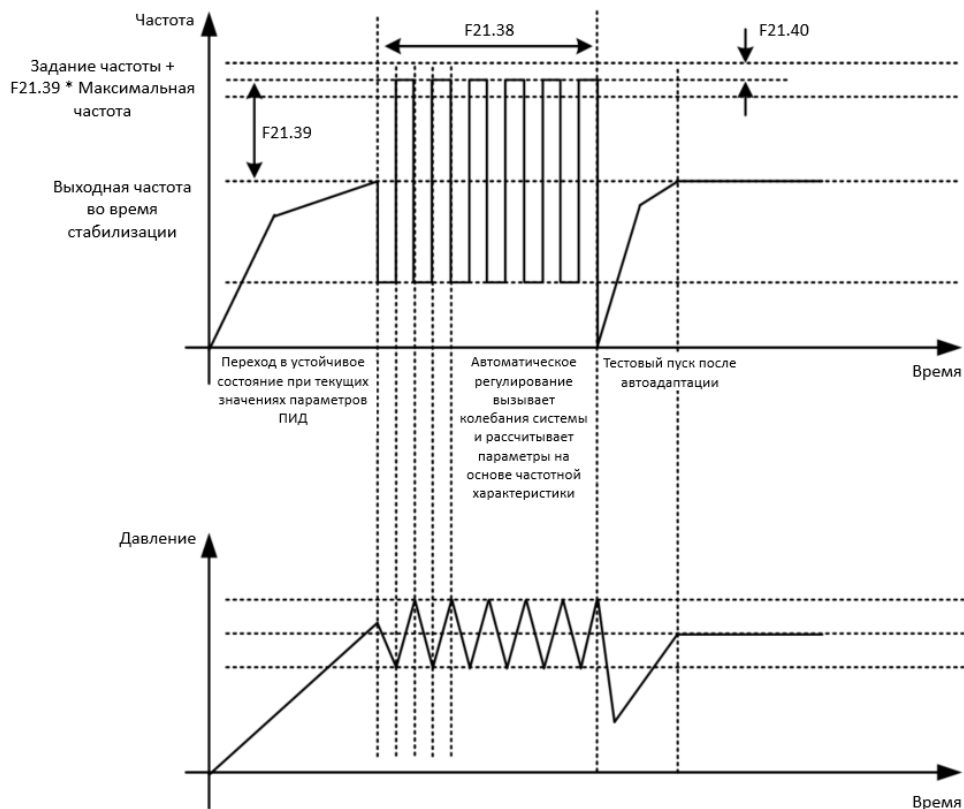 Частота
F21.38
F21.40
Задание частоты +
F21.39 * Максимальная
частота
F21.39
Выходная частота
во время
стабилизации
Переход в устойчивое
состояние при текущих
значениях параметров
ПИД
Автоматическое
регулирование
вызывает
колебания системы
и рассчитывает
параметры на
основе частотной
характеристики
Тестовый пуск после
автоадаптации
Время
Давление
Время